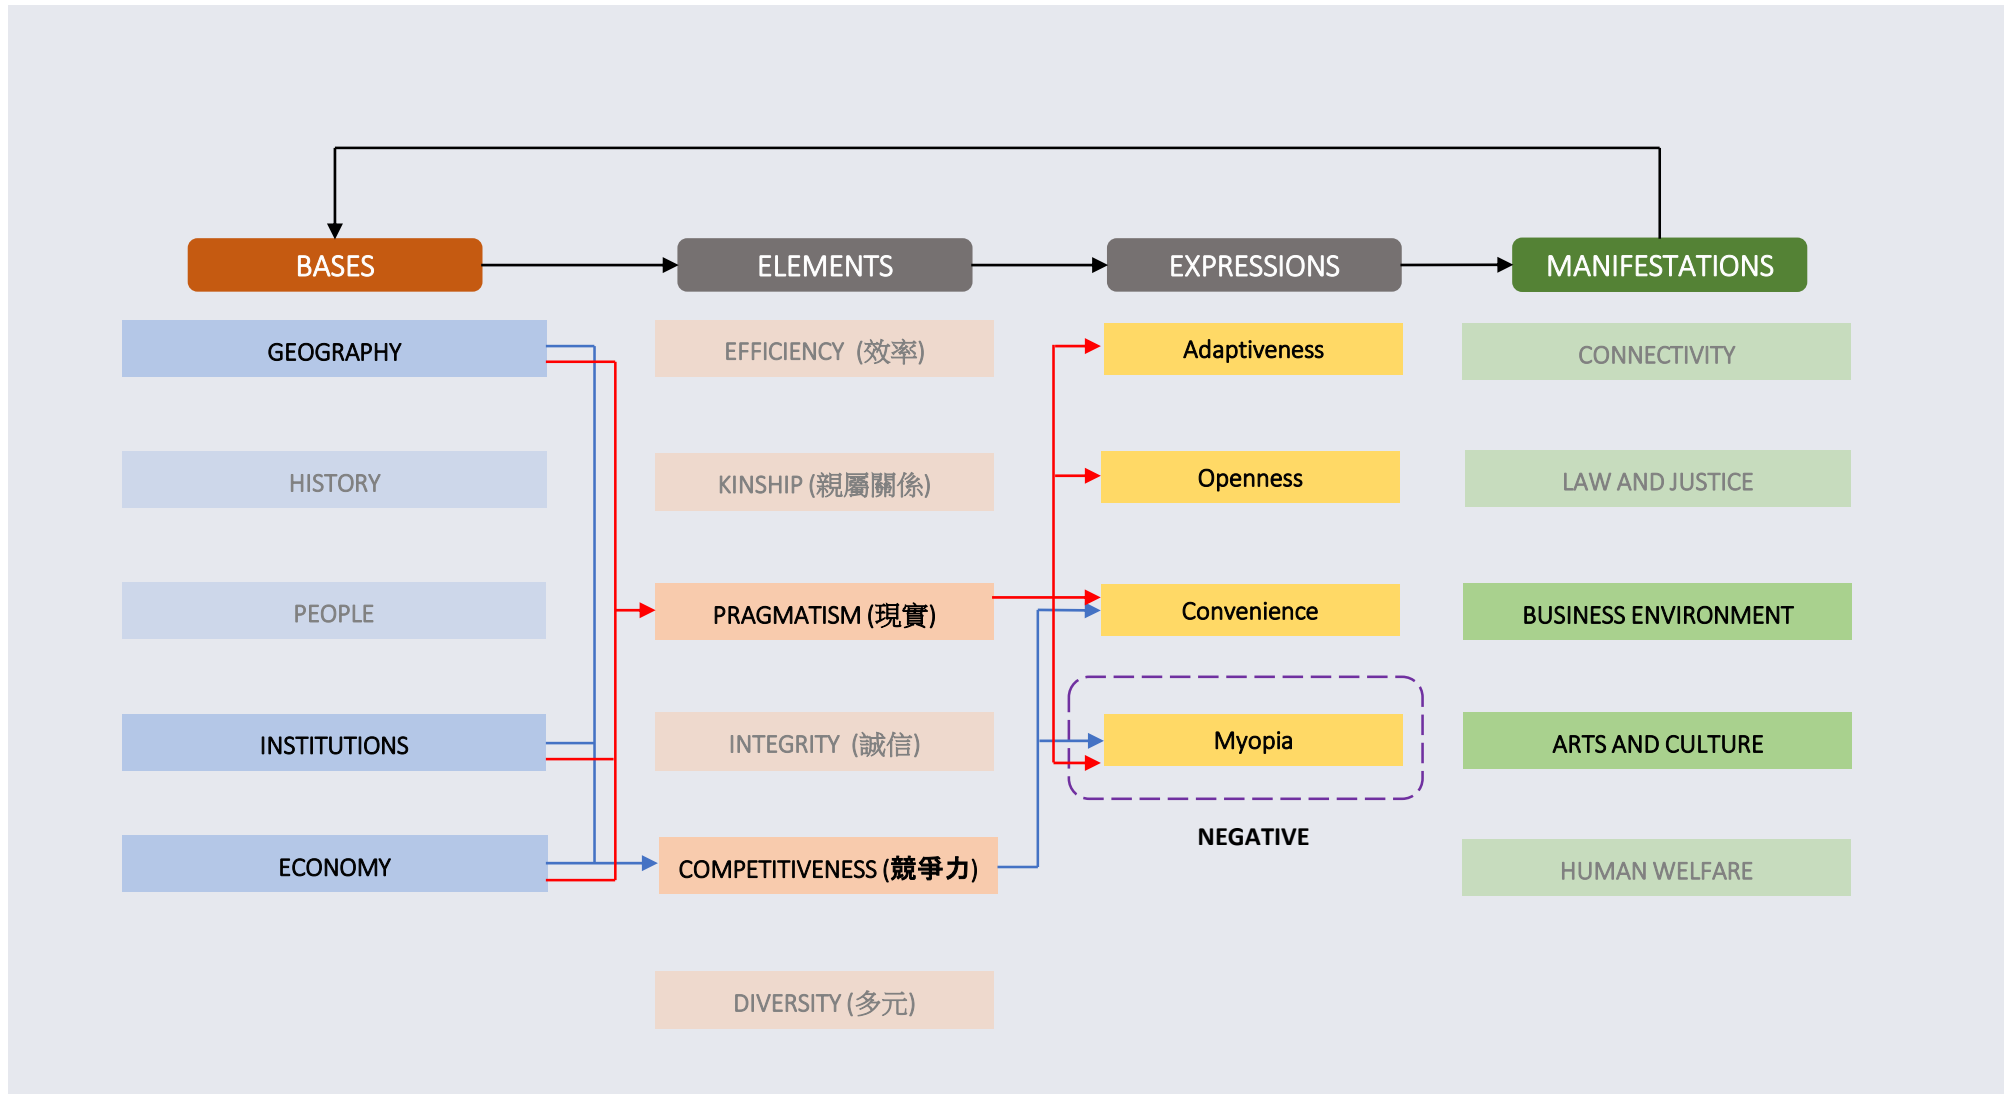 BASES
ELEMENTS
EXPRESSIONS
MANIFESTATIONS
GEOGRAPHY
EFFICIENCY (效率)
Adaptiveness
CONNECTIVITY
HISTORY
KINSHIP (親屬關係)
Openness
LAW AND JUSTICE
PEOPLE
PRAGMATISM (現實)
Convenience
BUSINESS ENVIRONMENT
INSTITUTIONS
INTEGRITY (誠信)
Myopia
ARTS AND CULTURE
NEGATIVE
ECONOMY
COMPETITIVENESS (競爭力)
HUMAN WELFARE
DIVERSITY (多元)